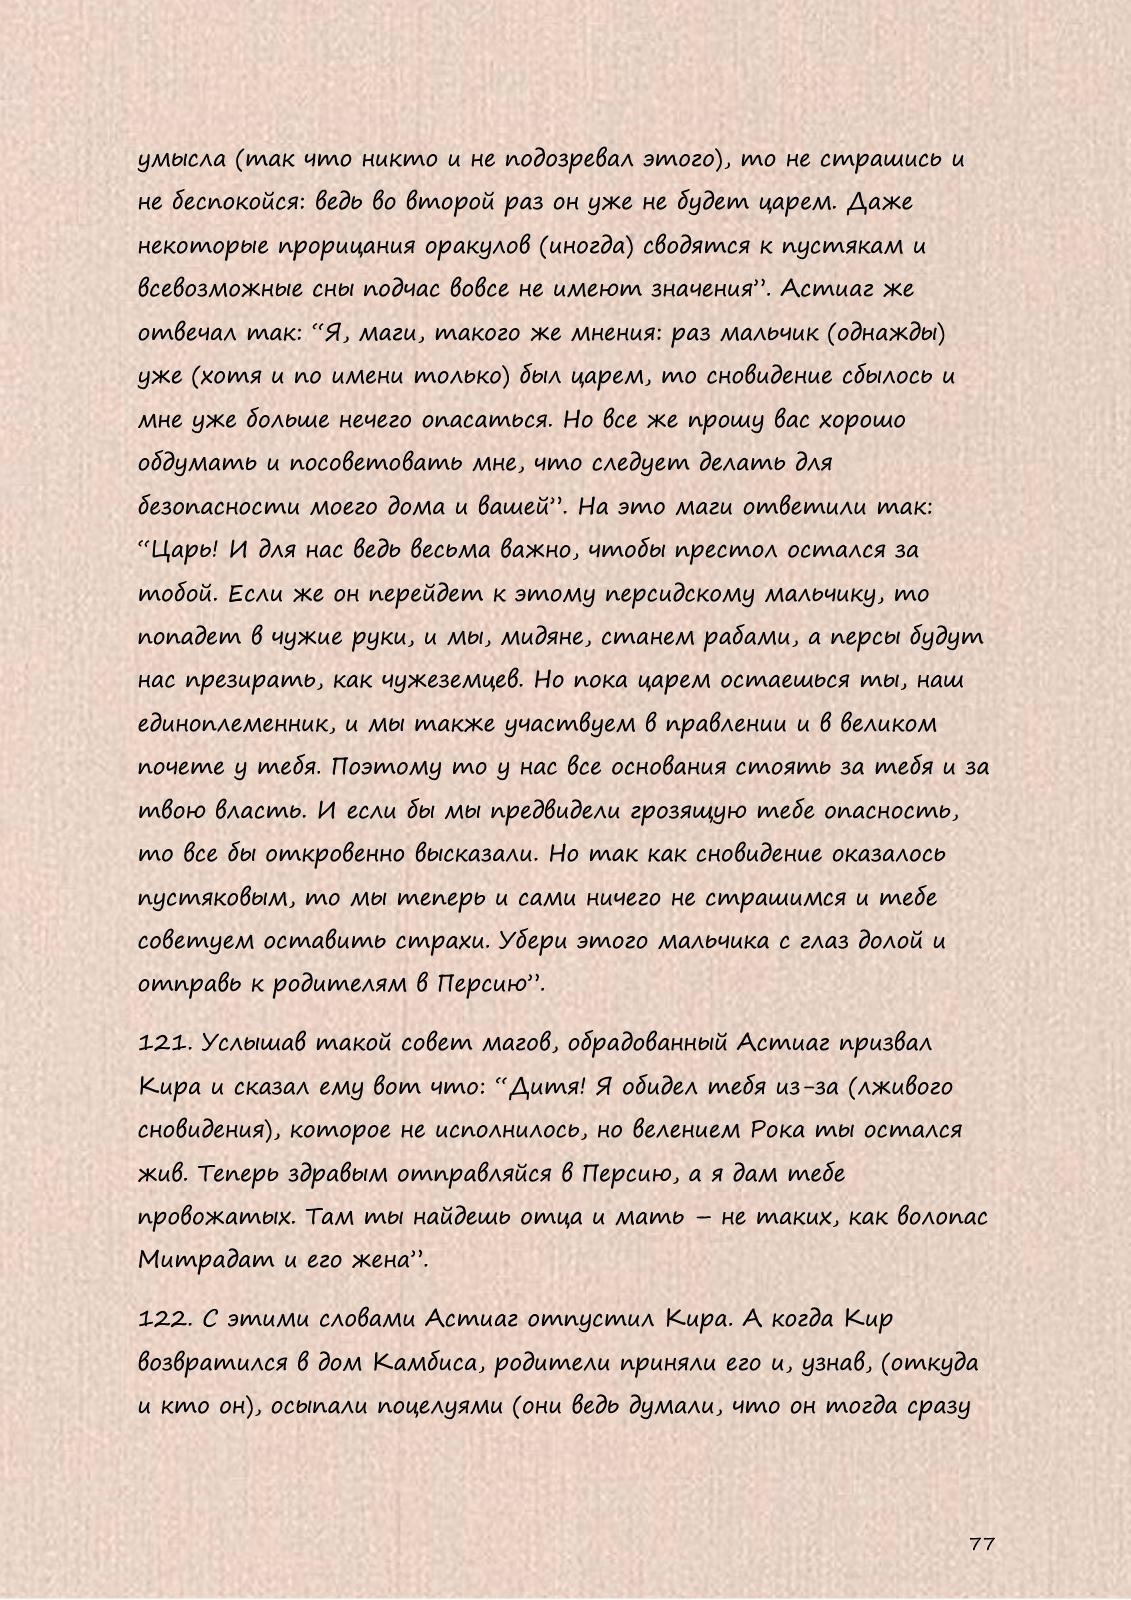 умысла (так что никто и не подозревал этого), то не страшись и
не беспокойся: ведь во второй раз он уже не будет царем. Даже
некоторые прорицания оракулов (иногда) сводятся к пустякам и
всевозможные сны подчас вовсе не имеют значения”. Астиаг же
отвечал так: “Я, маги, такого же мнения: раз мальчик (однажды)
уже (хотя и по имени только) был царем, то сновидение сбылось и
мне уже больше нечего опасаться. Но все же прошу вас хорошо
обдумать и посоветовать мне, что следует делать для
безопасности моего дома и вашей”. На это маги ответили так:
“Царь! И для нас ведь весьма важно, чтобы престол остался за
тобой. Если же он перейдет к этому персидскому мальчику, то
попадет в чужие руки, и мы, мидяне, станем рабами, а персы будут
нас презирать, как чужеземцев. Но пока царем остаешься ты, наш
единоплеменник, и мы также участвуем в правлении и в великом
почете у тебя. Поэтому то у нас все основания стоять за тебя и за
твою власть. И если бы мы предвидели грозящую тебе опасность,
то все бы откровенно высказали. Но так как сновидение оказалось
пустяковым, то мы теперь и сами ничего не страшимся и тебе
советуем оставить страхи. Убери этого мальчика с глаз долой и
отправь к родителям в Персию”.
121. Услышав такой совет магов, обрадованный Астиаг призвал
Кира и сказал ему вот что: “Дитя! Я обидел тебя из-за (лживого
сновидения), которое не исполнилось, но велением Рока ты остался
жив. Теперь здравым отправляйся в Персию, а я дам тебе
провожатых. Там ты найдешь отца и мать – не таких, как волопас
Митрадат и его жена”.
122. С этими словами Астиаг отпустил Кира. А когда Кир
возвратился в дом Камбиса, родители приняли его и, узнав, (откуда
и кто он), осыпали поцелуями (они ведь думали, что он тогда сразу
77